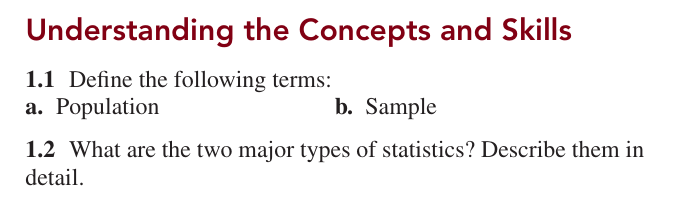 Understanding the Concepts and Skills
1.1 Define the following terms:
a. Population b. Sample
1.2 What are the two major types of statistics? Describe them in
detail.